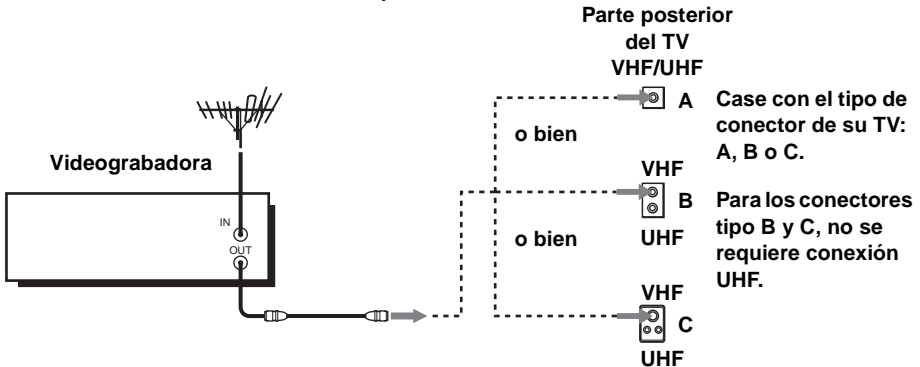 Parte posterior
del TV
VHF/UHF
A
Case con el tipo de
conector de su TV:
A, B o C.
o bien
Videograbadora
VHF
B
Para los conectores
tipo B y C, no se
requiere conexión
UHF.
IN
OUT
o bien
UHF
VHF
C
UHF